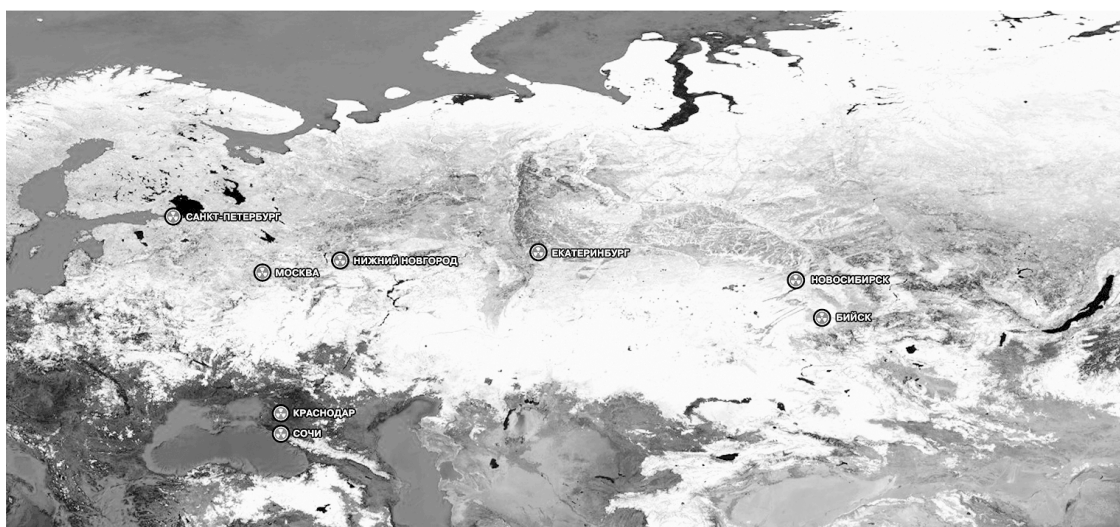 САНКТ-ПЕТЕРБУРГ
ЕКАТЕРИНБУРГ
НИЖНИЙ НОВГОРОД
МОСКВА
НОВОСИБИРСК
БИЙСК
КРАСНОДАР
СОЧИ